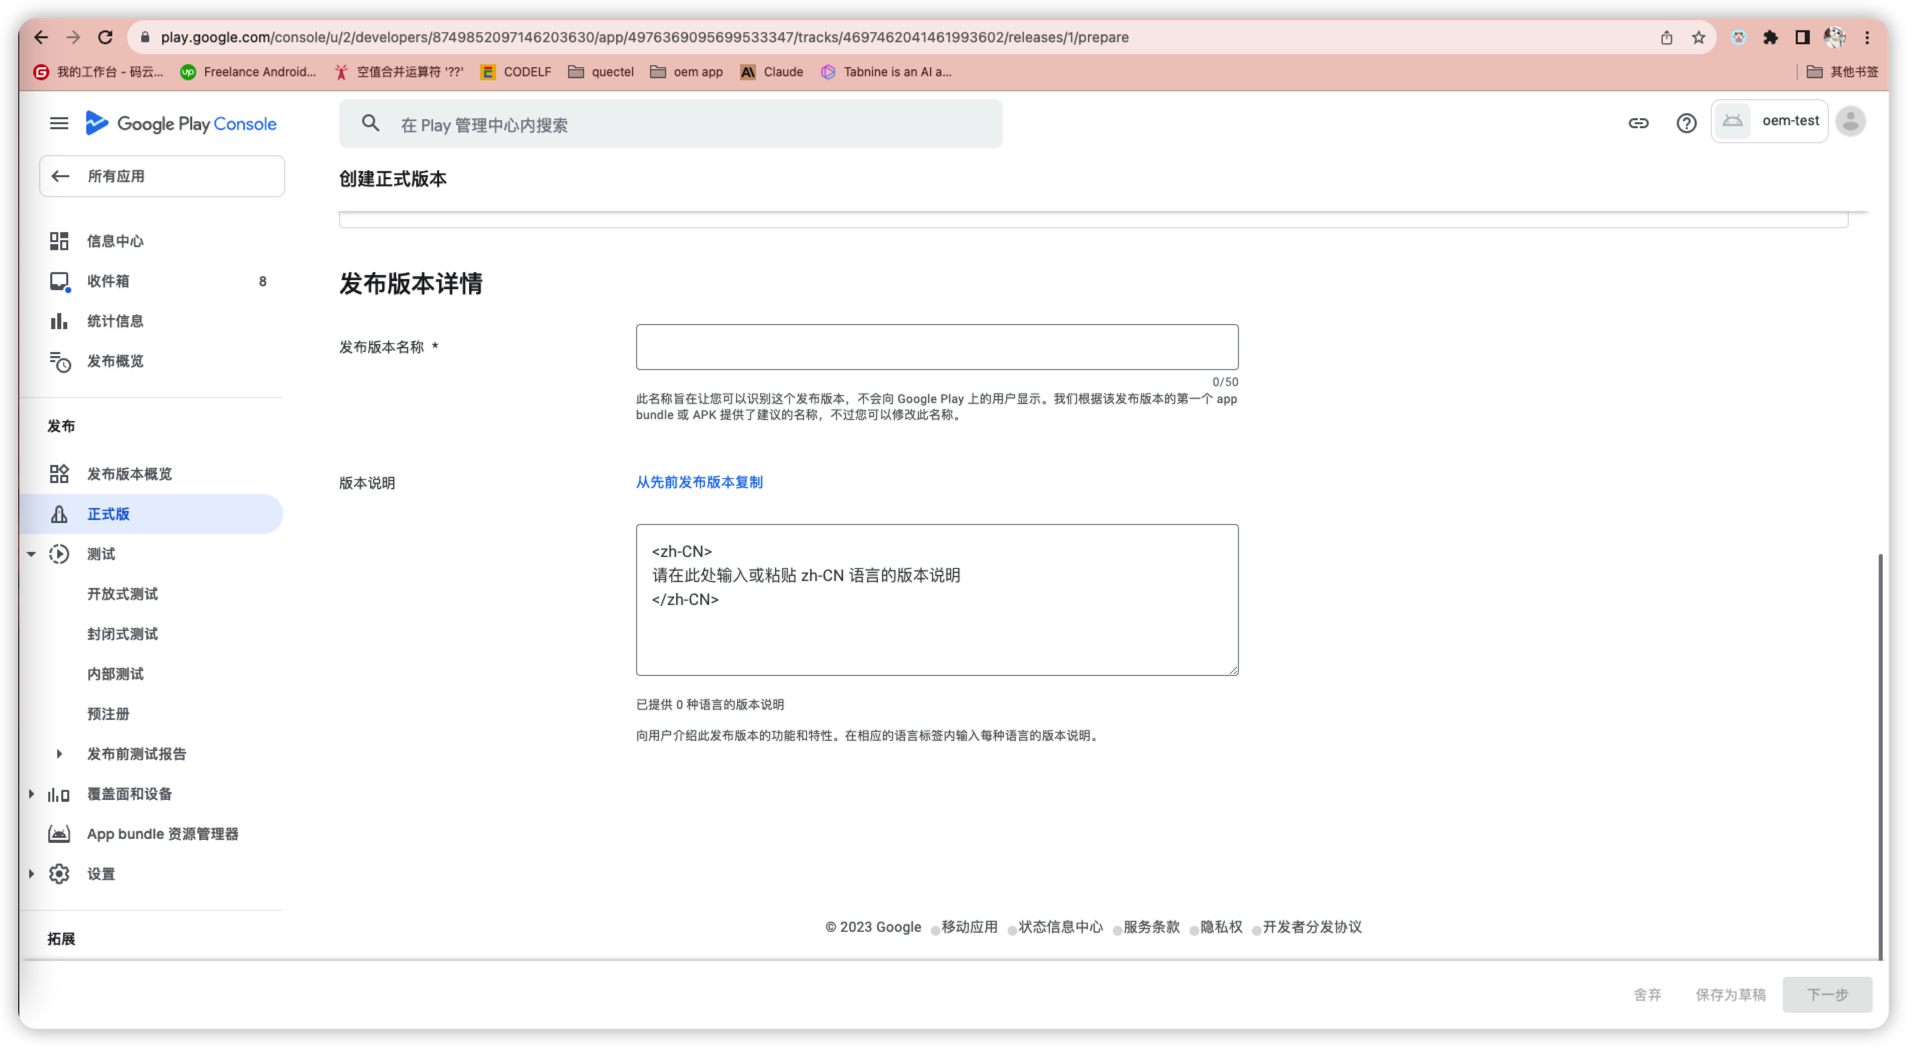 play.google.com/console/u/2/developers/8749852097146203630/app/4976369095699533347/tracks/4697462041461993602/releases/1/prepare
我的工作台 - 码云...
Freelance Android...
空值合并运算符 '??'
CODELF
quectel
oem app
Claude
Tabnine is an AI a...
其他书签
Google Play Console
在 Play 管理中心内搜索
oem-test
所有应用
创建正式版本
信息中心
收件箱 8
统计信息
发布概览
发布
发布版本概览
正式版
测试
开放式测试
封闭式测试
内部测试
预注册
发布前测试报告
覆盖面和设备
App bundle 资源管理器
设置
拓展
发布版本详情
发布版本名称 *
0/50
此名称旨在让您可以识别这个发布版本，不会向 Google Play 上的用户显示。我们根据该发布版本的第一个 app
bundle 或 APK 提供了建议的名称，不过您可以修改此名称。
版本说明
从先前发布版本复制
<zh-CN>
请在此处输入或粘贴 zh-CN 语言的版本说明
</zh-CN>
已提供 0 种语言的版本说明
向用户介绍此发布版本的功能和特性。在相应的语言标签内输入每种语言的版本说明。
© 2023 Google 移动应用 状态信息中心 服务条款 隐私权 开发者分发协议
舍弃
保存为草稿
下一步